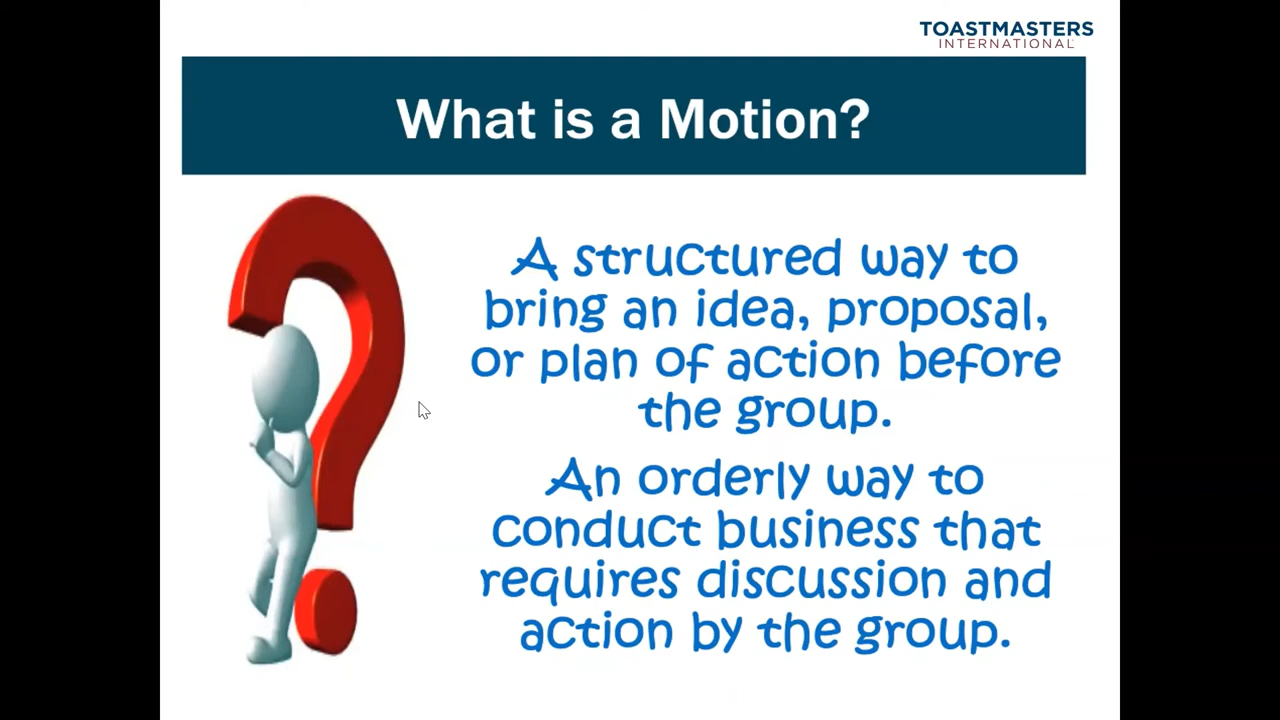 TOASTMASTERS
INTERNATIONAL
What is a Motion?
A structured way to
bring an idea, proposal,
or plan of action before
the group.
An orderly way to
conduct business that
requires discussion and
action by the group.